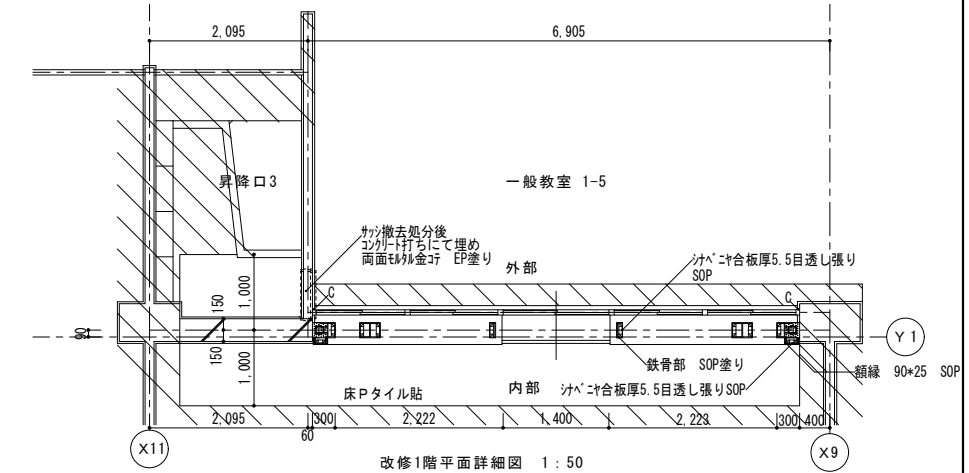 2,095
6,905
昇降口3
一般教室 1-5
ｻｯｼ撤去処分後
ｺﾝｸﾘｰﾄ打ちにて埋め
両面ﾓﾙﾀﾙ金ｺﾃ EP塗り
外部
ｼﾅﾍﾞﾆﾔ合板厚5.5目透し張り
SOP
C
C
150
1,000
90
150
1,000
Y1
鉄骨部 SOP塗り
額縁 90*25 SOP
床Pタイル貼
内部
ｼﾅﾍﾞﾆﾔ合板厚5.5目透し張りSOP
2,095
300
2,222
1,400
2,223
300
400
60
X11
X9
改修1階平面詳細図 1：50